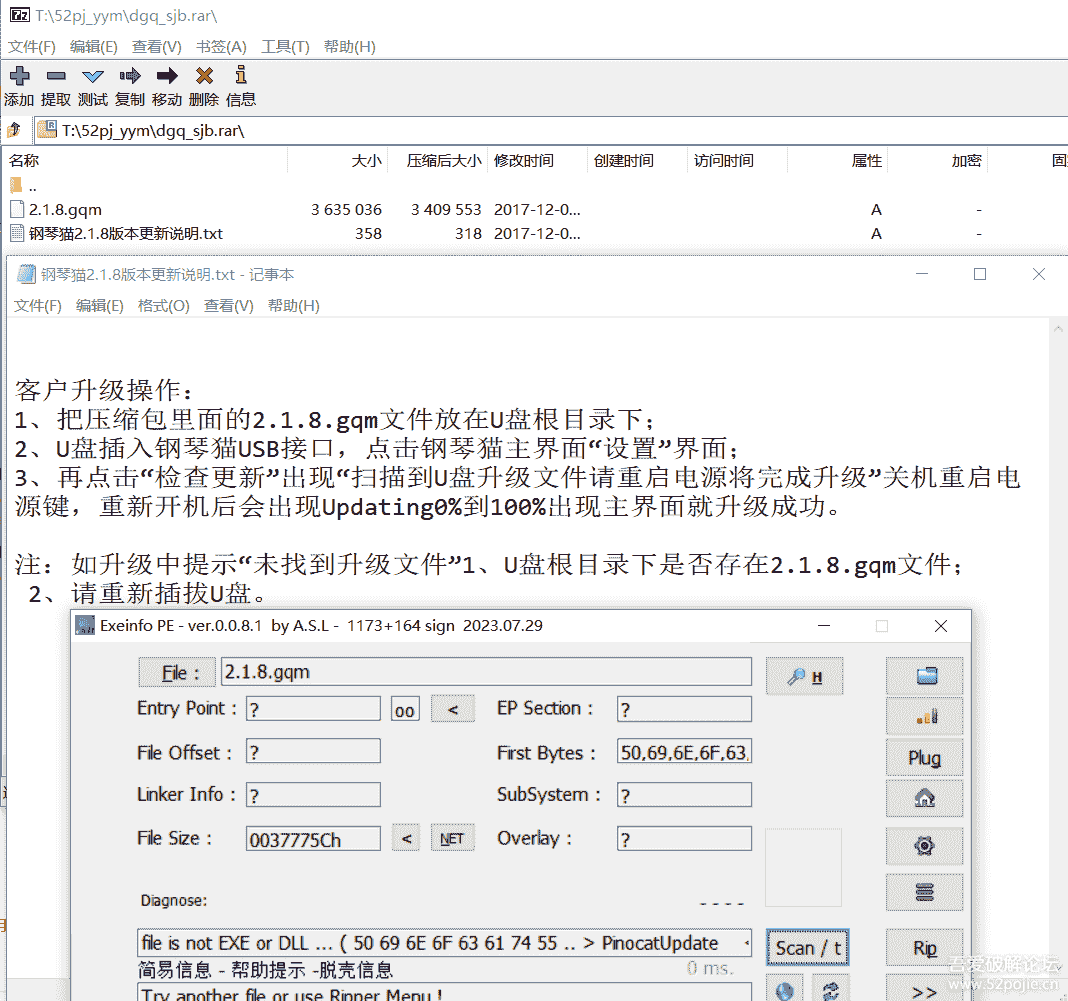 T:\52pj_yym\dgq_sjb.rar\
文件(F) 编辑(E) 查看(V) 书签(A) 工具(T) 帮助(H)
添加 提取 测试 复制 移动 删除 信息
T:\52pj_yym\dgq_sjb.rar\
名称 大小 压缩后大小 修改时间 创建时间 访问时间 属性 加密
..
2.1.8.gqm 3 635 036 3 409 553 2017-12-0... A -
钢琴猫2.1.8版本更新说明.txt 358 318 2017-12-0... A -
钢琴猫2.1.8版本更新说明.txt - 记事本
文件(F) 编辑(E) 格式(O) 查看(V) 帮助(H)
客户升级操作：
1、把压缩包里面的2.1.8.gqm文件放在U盘根目录下；
2、U盘插入钢琴猫USB接口，点击钢琴猫主界面“设置”界面；
3、再点击“检查更新”出现“扫描到U盘升级文件请重启电源将完成升级”关机重启电
源键，重新开机后会出现Updating0%到100%出现主界面就升级成功。
注：如升级中提示“未找到升级文件”1、U盘根目录下是否存在2.1.8.gqm文件；
2、请重新插拔U盘。
Exeinfo PE - ver.0.0.8.1 by A.S.L - 1173+164 sign 2023.07.29
File : 2.1.8.gqm H
Entry Point : ? oo < EP Section : ?
File Offset : ? First Bytes : 50,69,6E,6F,63, Plug
Linker Info : ? SubSystem : ?
File Size : 0037775Ch < NET Overlay : ?
Diagnose: - - - -
file is not EXE or DLL ... ( 50 69 6E 6F 63 61 74 55 .. > PinocatUpdate Scan / t Rip
简易信息 - 帮助提示 -脱壳信息 0 ms.
Try another file or use Ripper Menu ! >>
吾爱破解论坛
www.52pojie.cn